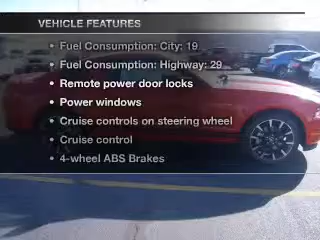 VEHICLE FEATURES
• Fuel Consumption: City: 19
• Fuel Consumption: Highway: 29
• Remote power door locks
• Power windows
• Cruise controls on steering wheel
• Cruise control
• 4-wheel ABS Brakes